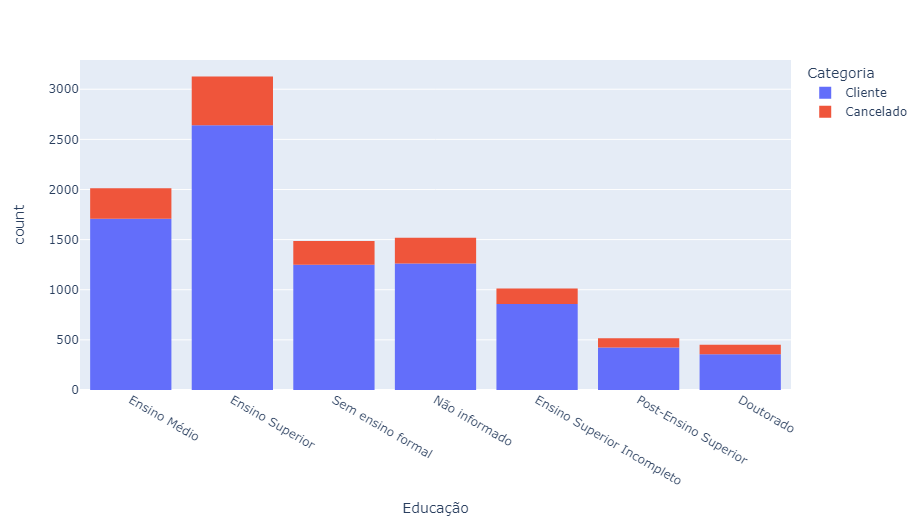 Categoria
Cliente
Cancelado
3000
2500
2000
1500
1000
500
0
count
Ensino Médio
Ensino Superior
Sem ensino formal
Não informado
Ensino Superior Incompleto
Post-Ensino Superior
Doutorado
Educação